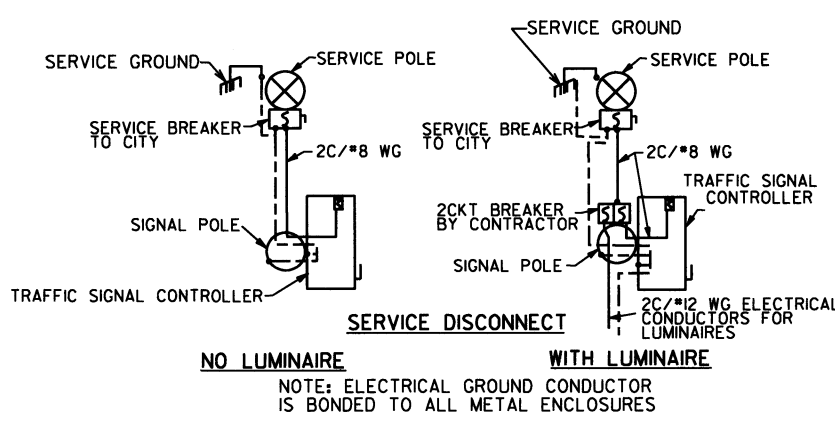 SERVICE GROUND
SERVICE POLE
SERVICE BREAKER
TO CITY
2C/#8 WG
SIGNAL POLE
TRAFFIC SIGNAL CONTROLLER
SERVICE GROUND
SERVICE POLE
SERVICE BREAKER
TO CITY
2C/#8 WG
TRAFFIC SIGNAL
CONTROLLER
2CKT BREAKER
BY CONTRACTOR
SIGNAL POLE
2C/#12 WG ELECTRICAL
CONDUCTORS FOR
LUMINAIRES
SERVICE DISCONNECT
NO LUMINAIRE
WITH LUMINAIRE
NOTE: ELECTRICAL GROUND CONDUCTOR
IS BONDED TO ALL METAL ENCLOSURES